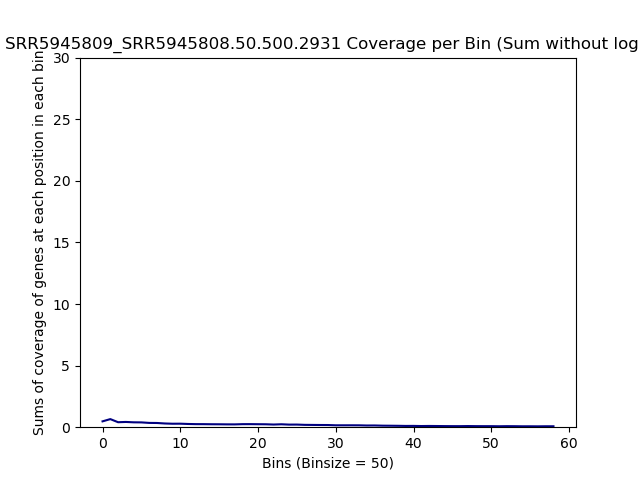 SRR5945809_SRR5945808.50.500.2931 Coverage per Bin (Sum without log
Sums of coverage of genes at each position in each bin
30
25
20
15
10
5
0
0 10 20 30 40 50 60
Bins (Binsize = 50)